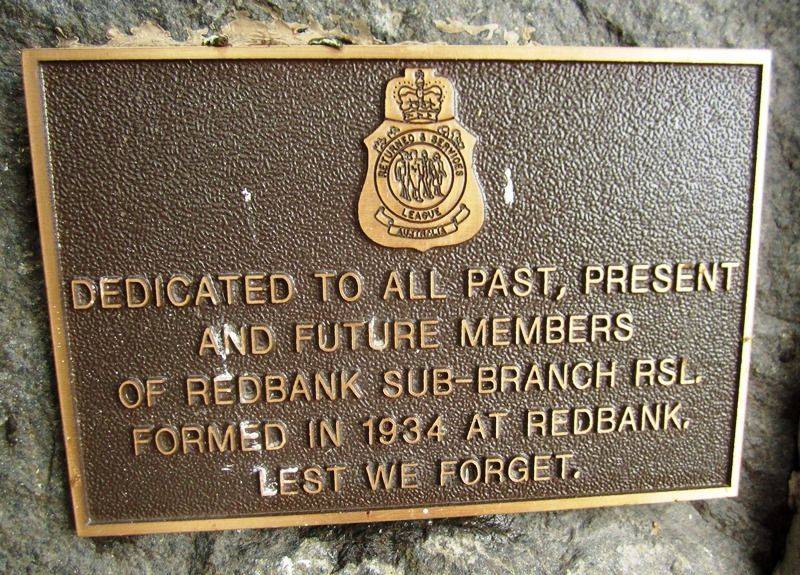 RETURNED & SERVICES
LEAGUE
AUSTRALIA
DEDICATED TO ALL PAST, PRESENT
AND FUTURE MEMBERS
OF REDBANK SUB-BRANCH RSL.
FORMED IN 1934 AT REDBANK.
LEST WE FORGET.